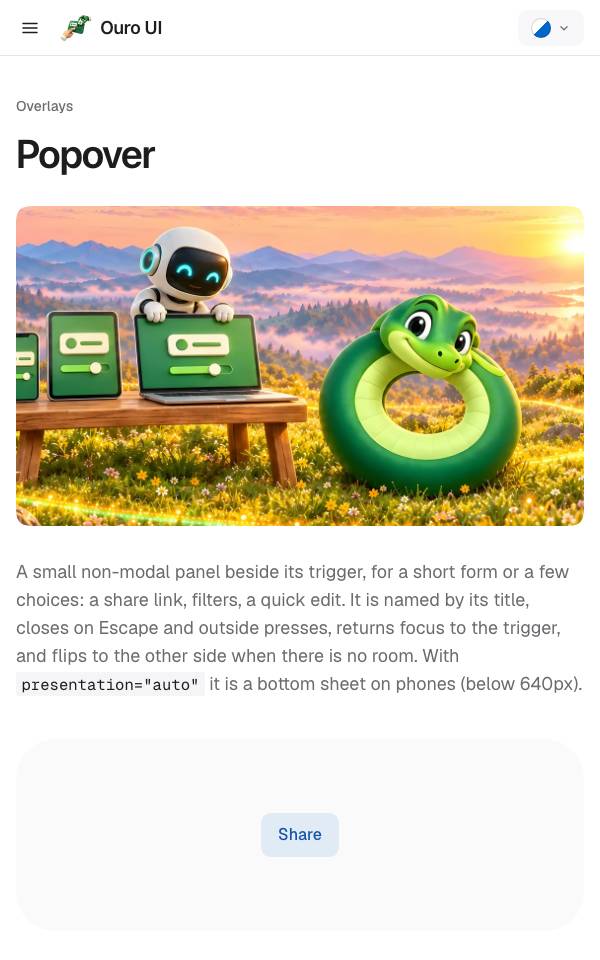 Ouro UI
Overlays
Popover
A small non-modal panel beside its trigger, for a short form or a few
choices: a share link, filters, a quick edit. It is named by its title,
closes on Escape and outside presses, returns focus to the trigger,
and flips to the other side when there is no room. With
presentation="auto" it is a bottom sheet on phones (below 640px).
Share